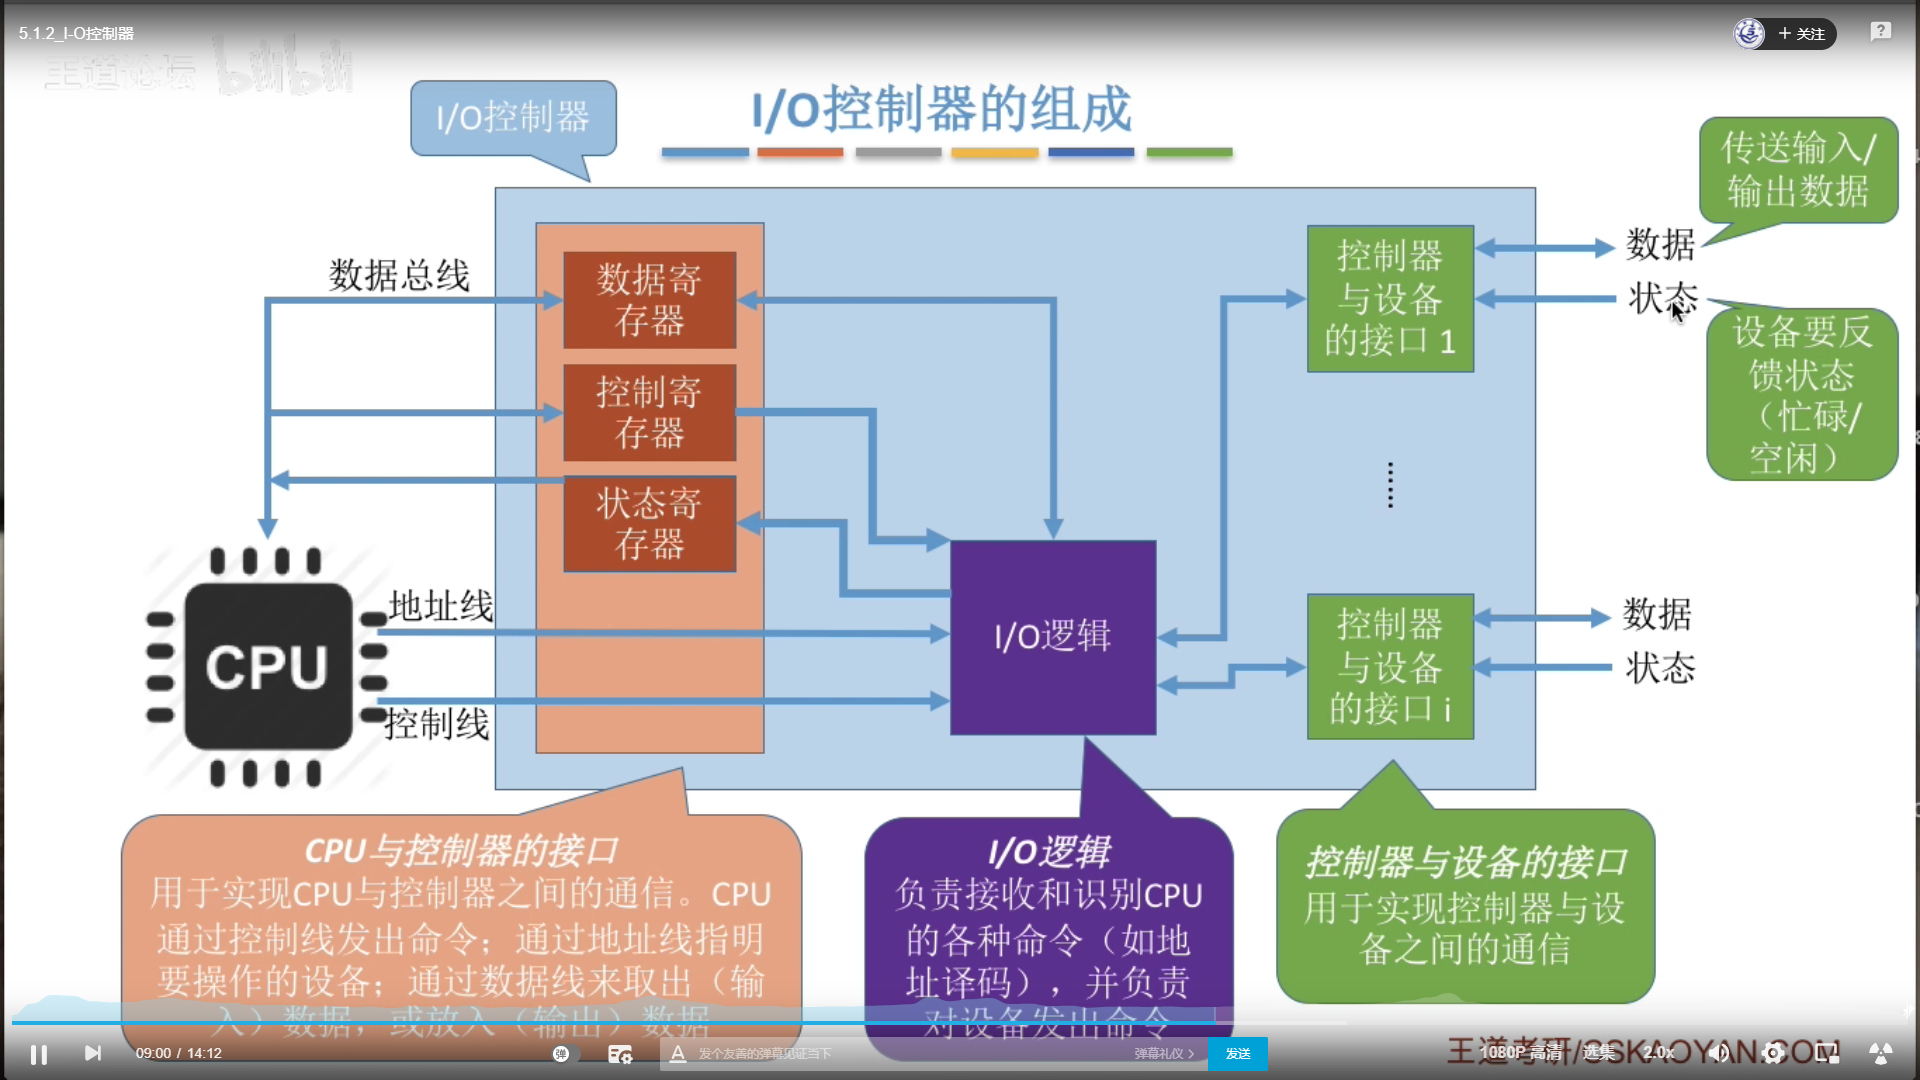 5.1.2_I-O控制器
+ 关注
王道论坛 bilibili
I/O控制器
I/O控制器的组成
传送输入/
输出数据
数据总线
数据寄
存器
控制寄
存器
状态寄
存器
控制器
与设备
的接口 1
数据
状态
设备要反
馈状态
（忙碌/
空闲）
CPU
地址线
控制线
I/O逻辑
控制器
与设备
的接口 i
数据
状态
CPU与控制器的接口
用于实现CPU与控制器之间的通信。CPU
通过控制线发出命令；通过地址线指明
要操作的设备；通过数据线来取出（输
入）数据，或放入（输出）数据
I/O逻辑
负责接收和识别CPU
的各种命令（如地
址译码），并负责
对设备发出命令
控制器与设备的接口
用于实现控制器与设
备之间的通信
王道考研/CSKAOYAN.COM
09:00 / 14:12
弹
A 发个友善的弹幕见证当下
弹幕礼仪 >
发送
1080P 高清
选集
2.0x